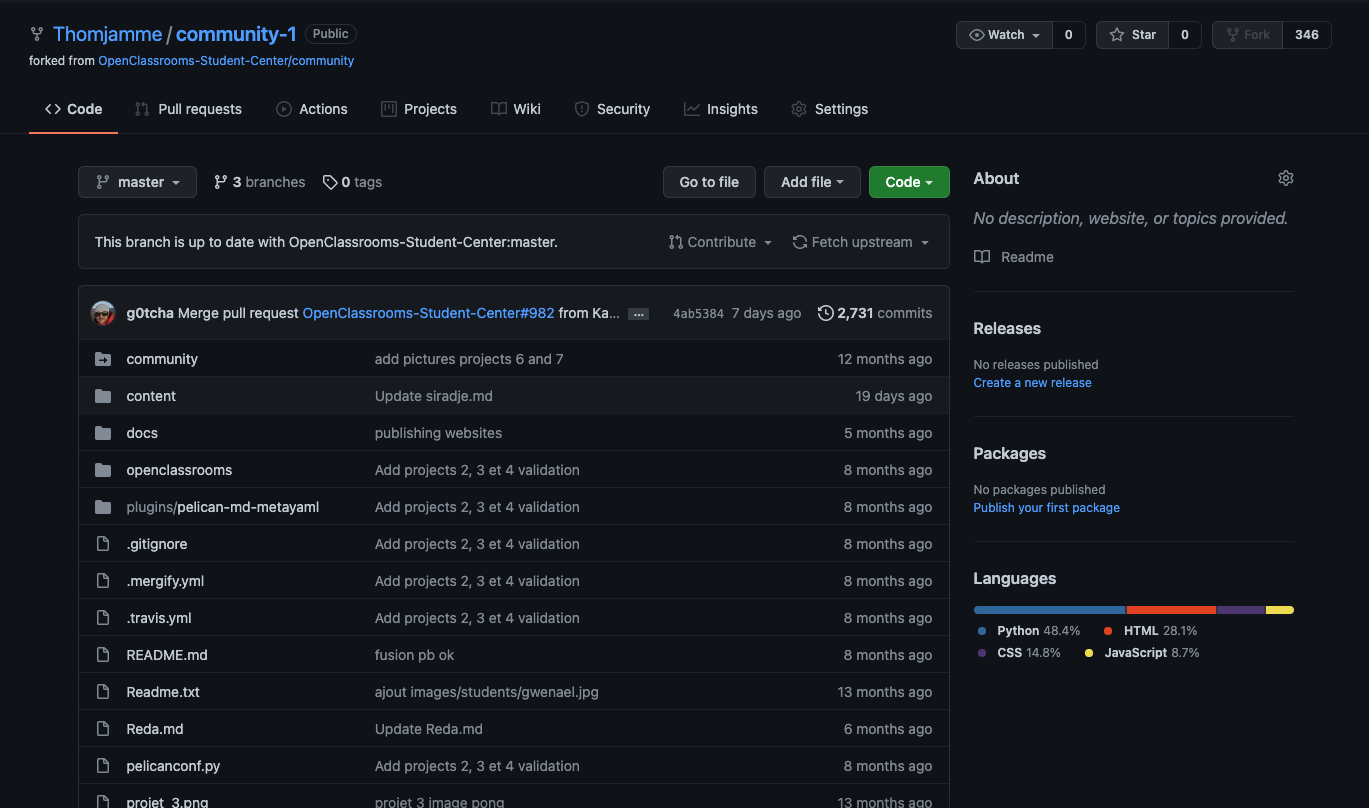 Thomjamme / community-1 Public
forked from OpenClassrooms-Student-Center/community
Watch 0 Star 0 Fork 346
Code Pull requests Actions Projects Wiki Security Insights Settings
master 3 branches 0 tags Go to file Add file Code
This branch is up to date with OpenClassrooms-Student-Center:master. Contribute Fetch upstream
g0tcha Merge pull request OpenClassrooms-Student-Center#982 from Ka... ... 4ab5384 7 days ago 2,731 commits
community add pictures projects 6 and 7 12 months ago
content Update siradje.md 19 days ago
docs publishing websites 5 months ago
openclassrooms Add projects 2, 3 et 4 validation 8 months ago
plugins/pelican-md-metayaml Add projects 2, 3 et 4 validation 8 months ago
.gitignore Add projects 2, 3 et 4 validation 8 months ago
.mergify.yml Add projects 2, 3 et 4 validation 8 months ago
.travis.yml Add projects 2, 3 et 4 validation 8 months ago
README.md fusion pb ok 8 months ago
Readme.txt ajout images/students/gwenael.jpg 13 months ago
Reda.md Update Reda.md 6 months ago
pelicanconf.py Add projects 2, 3 et 4 validation 8 months ago
projet_3.png projet 3 image pong 13 months ago
About
No description, website, or topics provided.
Readme
Releases
No releases published
Create a new release
Packages
No packages published
Publish your first package
Languages
Python 48.4% HTML 28.1%
CSS 14.8% JavaScript 8.7%